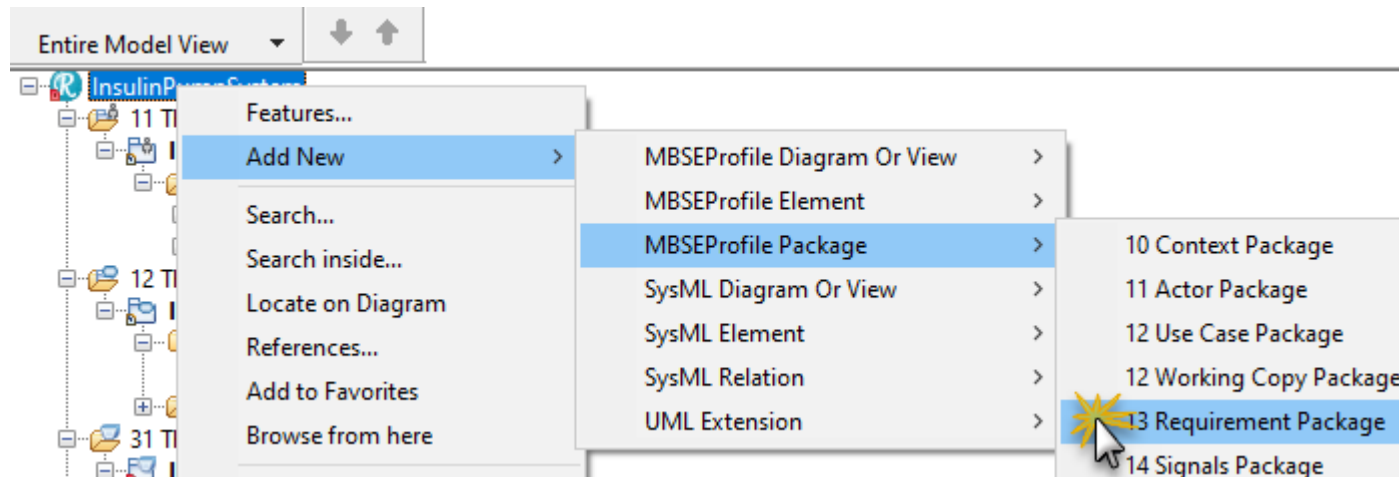 Entire Model View
InsulinPumpSystem
11
Features...
Add New
MBSEProfile Diagram Or View
MBSEProfile Element
Search...
MBSEProfile Package
10 Context Package
Search inside...
12
SysML Diagram Or View
11 Actor Package
Locate on Diagram
SysML Element
12 Use Case Package
References...
SysML Relation
12 Working Copy Package
Add to Favorites
UML Extension
13 Requirement Package
31
Browse from here
14 Signals Package